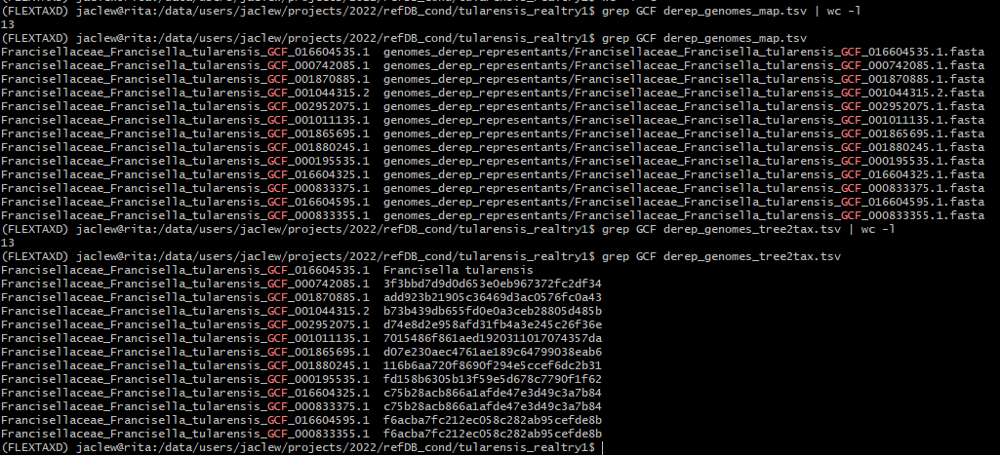 (FLEXTAXD) jaclew@rita:/data/users/jaclew/projects/2022/refDB_cond/tularensis_realtry1$ grep GCF derep_genomes_map.tsv | wc -l
13
(FLEXTAXD) jaclew@rita:/data/users/jaclew/projects/2022/refDB_cond/tularensis_realtry1$ grep GCF derep_genomes_map.tsv
Francisellaceae_Francisella_tularensis_GCF_016604535.1 genomes_derep_representants/Francisellaceae_Francisella_tularensis_GCF_016604535.1.fasta
Francisellaceae_Francisella_tularensis_GCF_000742085.1 genomes_derep_representants/Francisellaceae_Francisella_tularensis_GCF_000742085.1.fasta
Francisellaceae_Francisella_tularensis_GCF_001870885.1 genomes_derep_representants/Francisellaceae_Francisella_tularensis_GCF_001870885.1.fasta
Francisellaceae_Francisella_tularensis_GCF_001044315.2 genomes_derep_representants/Francisellaceae_Francisella_tularensis_GCF_001044315.2.fasta
Francisellaceae_Francisella_tularensis_GCF_002952075.1 genomes_derep_representants/Francisellaceae_Francisella_tularensis_GCF_002952075.1.fasta
Francisellaceae_Francisella_tularensis_GCF_001011135.1 genomes_derep_representants/Francisellaceae_Francisella_tularensis_GCF_001011135.1.fasta
Francisellaceae_Francisella_tularensis_GCF_001865695.1 genomes_derep_representants/Francisellaceae_Francisella_tularensis_GCF_001865695.1.fasta
Francisellaceae_Francisella_tularensis_GCF_001880245.1 genomes_derep_representants/Francisellaceae_Francisella_tularensis_GCF_001880245.1.fasta
Francisellaceae_Francisella_tularensis_GCF_000195535.1 genomes_derep_representants/Francisellaceae_Francisella_tularensis_GCF_000195535.1.fasta
Francisellaceae_Francisella_tularensis_GCF_016604325.1 genomes_derep_representants/Francisellaceae_Francisella_tularensis_GCF_016604325.1.fasta
Francisellaceae_Francisella_tularensis_GCF_000833375.1 genomes_derep_representants/Francisellaceae_Francisella_tularensis_GCF_000833375.1.fasta
Francisellaceae_Francisella_tularensis_GCF_016604595.1 genomes_derep_representants/Francisellaceae_Francisella_tularensis_GCF_016604595.1.fasta
Francisellaceae_Francisella_tularensis_GCF_000833355.1 genomes_derep_representants/Francisellaceae_Francisella_tularensis_GCF_000833355.1.fasta
(FLEXTAXD) jaclew@rita:/data/users/jaclew/projects/2022/refDB_cond/tularensis_realtry1$ grep GCF derep_genomes_tree2tax.tsv | wc -l
13
(FLEXTAXD) jaclew@rita:/data/users/jaclew/projects/2022/refDB_cond/tularensis_realtry1$ grep GCF derep_genomes_tree2tax.tsv
Francisellaceae_Francisella_tularensis_GCF_016604535.1 Francisella tularensis
Francisellaceae_Francisella_tularensis_GCF_000742085.1 3f3bbd7d9d0d653e0eb967372fc2df34
Francisellaceae_Francisella_tularensis_GCF_001870885.1 add923b21905c36469d3ac0576fc0a43
Francisellaceae_Francisella_tularensis_GCF_001044315.2 b73b439db655fd0e0a3ceb28805d485b
Francisellaceae_Francisella_tularensis_GCF_002952075.1 d74e8d2e958afd31fb4a3e245c26f36e
Francisellaceae_Francisella_tularensis_GCF_001011135.1 7015486f861aed1920311017074357da
Francisellaceae_Francisella_tularensis_GCF_001865695.1 d07e230aec4761ae189c64799038eab6
Francisellaceae_Francisella_tularensis_GCF_001880245.1 116b6aa720f8690f294e5ccef6dc2b31
Francisellaceae_Francisella_tularensis_GCF_000195535.1 fd158b6305b13f59e5d678c7790f1f62
Francisellaceae_Francisella_tularensis_GCF_016604325.1 c75b28acb866a1afde47e3d49c3a7b84
Francisellaceae_Francisella_tularensis_GCF_000833375.1 c75b28acb866a1afde47e3d49c3a7b84
Francisellaceae_Francisella_tularensis_GCF_016604595.1 f6acba7fc212ec058c282ab95cefde8b
Francisellaceae_Francisella_tularensis_GCF_000833355.1 f6acba7fc212ec058c282ab95cefde8b
(FLEXTAXD) jaclew@rita:/data/users/jaclew/projects/2022/refDB_cond/tularensis_realtry1$